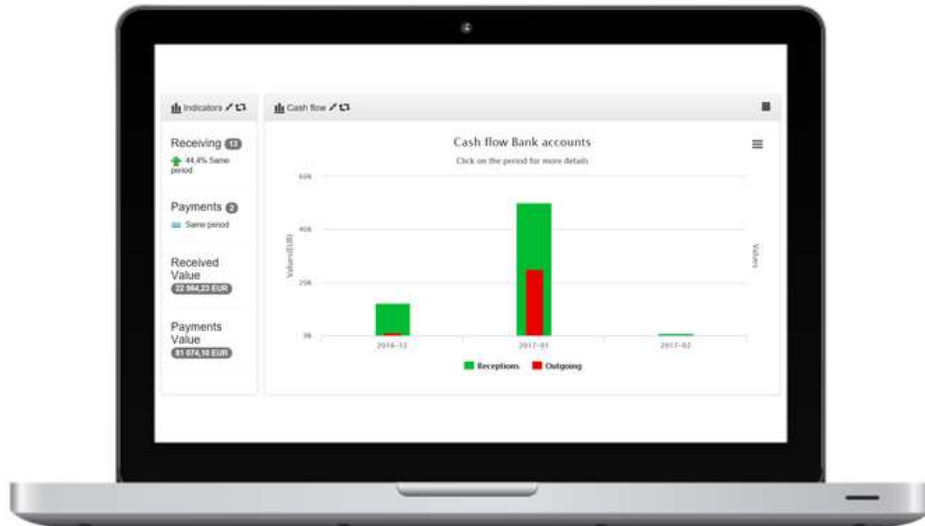 Indicators
Cash flow
Receiving 13
44,4% Same
period
Payments 2
Same period
Received
Value
22 964,23 EUR
Payments
Value
81 074,10 EUR
Cash flow Bank accounts
Click on the period for more details
60k
40k
20k
0k
Values(EUR)
Values
2016-12
2017-01
2017-02
Receptions
Outgoing